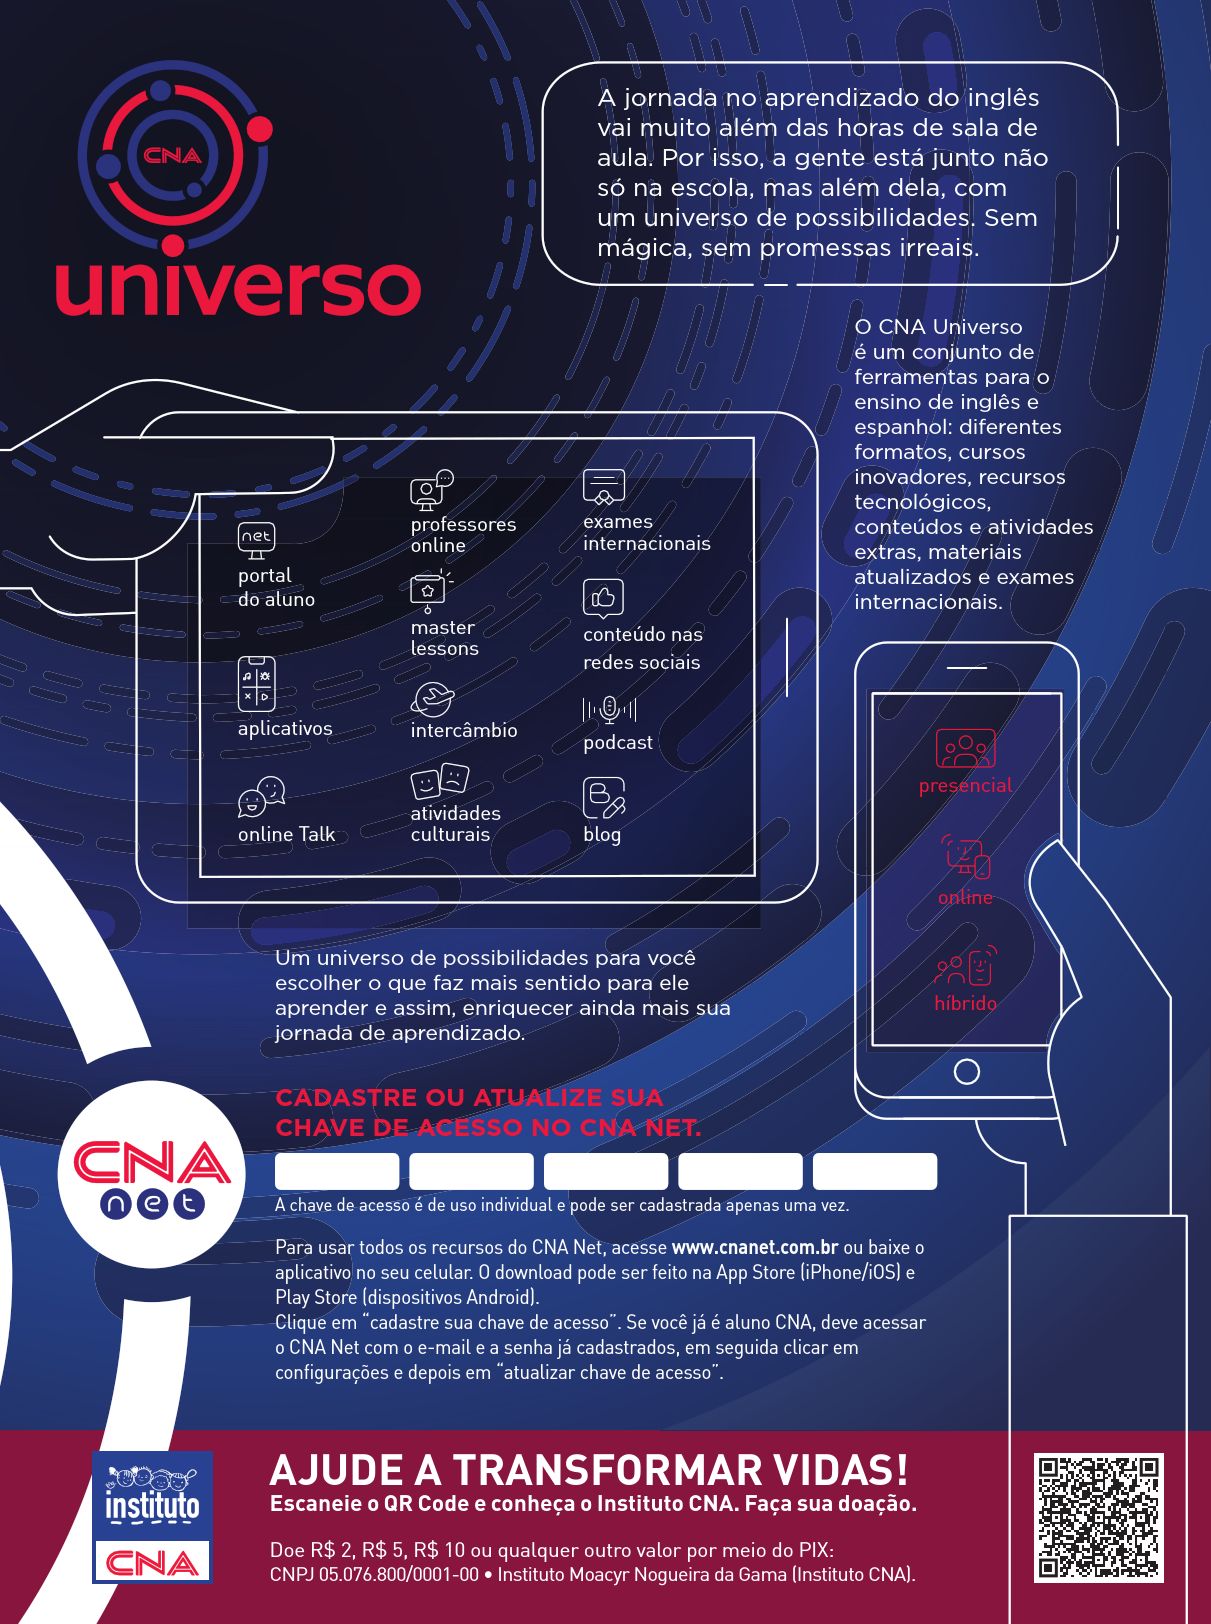 CNA
universo
A jornada no aprendizado do inglês
vai muito além das horas de sala de
aula. Por isso, a gente está junto não
só na escola, mas além dela, com
um universo de possibilidades. Sem
mágica, sem promessas irreais.
O CNA Universo
é um conjunto de
ferramentas para o
ensino de inglês e
espanhol: diferentes
formatos, cursos
inovadores, recursos
tecnológicos,
conteúdos e atividades
extras, materiais
atualizados e exames
internacionais.
net
portal
do aluno
aplicativos
online Talk
professores
online
master
lessons
intercâmbio
atividades
culturais
exames
internacionais
conteúdo nas
redes sociais
podcast
B
blog
presencial
online
híbrido
Um universo de possibilidades para você
escolher o que faz mais sentido para ele
aprender e assim, enriquecer ainda mais sua
jornada de aprendizado.
CADASTRE OU ATUALIZE SUA
CHAVE DE ACESSO NO CNA NET.
CNA
net
A chave de acesso é de uso individual e pode ser cadastrada apenas uma vez.
Para usar todos os recursos do CNA Net, acesse www.cnanet.com.br ou baixe o
aplicativo no seu celular. O download pode ser feito na App Store (iPhone/iOS) e
Play Store (dispositivos Android).
Clique em “cadastre sua chave de acesso”. Se você já é aluno CNA, deve acessar
o CNA Net com o e-mail e a senha já cadastrados, em seguida clicar em
configurações e depois em “atualizar chave de acesso”.
instituto
CNA
AJUDE A TRANSFORMAR VIDAS!
Escaneie o QR Code e conheça o Instituto CNA. Faça sua doação.
Doe R$ 2, R$ 5, R$ 10 ou qualquer outro valor por meio do PIX:
CNPJ 05.076.800/0001-00 • Instituto Moacyr Nogueira da Gama (Instituto CNA).